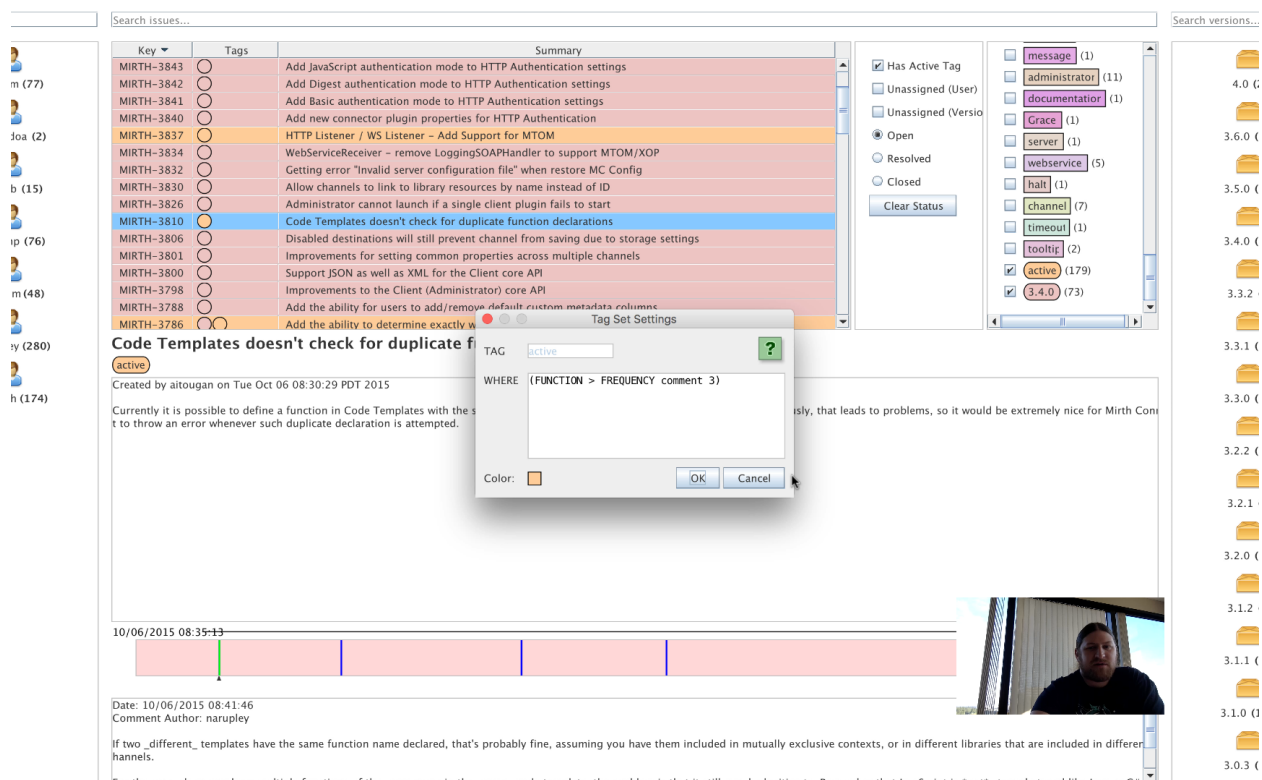 Search issues...
Search versions...
Key Tags Summary
MIRTH-3843 Add JavaScript authentication mode to HTTP Authentication settings
MIRTH-3842 Add Digest authentication mode to HTTP Authentication settings
MIRTH-3841 Add Basic authentication mode to HTTP Authentication settings
MIRTH-3840 Add new connector plugin properties for HTTP Authentication
MIRTH-3837 HTTP Listener / WS Listener – Add Support for MTOM
MIRTH-3834 WebServiceReceiver – remove LoggingSOAPHandler to support MTOM/XOP
MIRTH-3832 Getting error "Invalid server configuration file" when restore MC Config
MIRTH-3830 Allow channels to link to library resources by name instead of ID
MIRTH-3826 Administrator cannot launch if a single client plugin fails to start
MIRTH-3810 Code Templates doesn't check for duplicate function declarations
MIRTH-3806 Disabled destinations will still prevent channel from saving due to storage settings
MIRTH-3801 Improvements for setting common properties across multiple channels
MIRTH-3800 Support JSON as well as XML for the Client core API
MIRTH-3798 Improvements to the Client (Administrator) core API
MIRTH-3788 Add the ability for users to add/remove default custom metadata columns
MIRTH-3786 Add the ability to determine exactly w
m (77)
doa (2)
b (15)
p (76)
m (48)
ey (280)
h (174)
Has Active Tag
Unassigned (User)
Unassigned (Versio
Open
Resolved
Closed
Clear Status
message (1)
administrator (11)
documentation (1)
Grace (1)
server (1)
webservice (5)
halt (1)
channel (7)
timeout (1)
tooltip (2)
active (179)
3.4.0 (73)
4.0 (2
3.6.0 (
3.5.0 (
3.4.0 (
3.3.2 (
3.3.1 (
3.3.0 (
3.2.2 (
3.2.1 (
3.2.0 (
3.1.2 (
3.1.1 (
3.1.0 (1
3.0.3 (
Code Templates doesn't check for duplicate f
active
Created by aitougan on Tue Oct 06 08:30:29 PDT 2015
Currently it is possible to define a function in Code Templates with the s usly, that leads to problems, so it would be extremely nice for Mirth Conn
t to throw an error whenever such duplicate declaration is attempted.
Tag Set Settings
TAG active
?
WHERE (FUNCTION > FREQUENCY comment 3)
Color:
OK Cancel
10/06/2015 08:35:13
Date: 10/06/2015 08:41:46
Comment Author: narupley
If two _different_ templates have the same function name declared, that's probably fine, assuming you have them included in mutually exclusive contexts, or in different libraries that are included in differen
hannels.